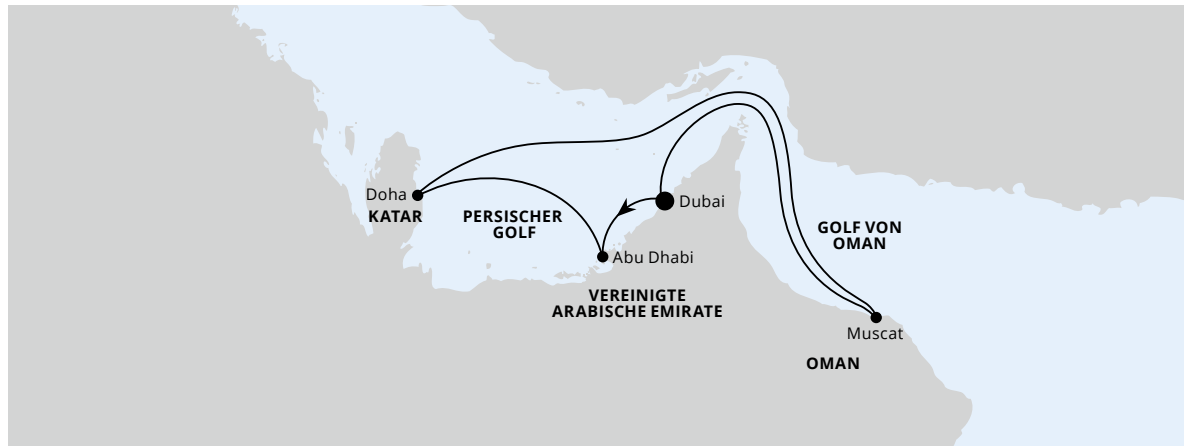 Doha
KATAR
PERSISCHER
GOLF
Dubai
Abu Dhabi
GOLF VON
OMAN
VEREINIGTE
ARABISCHE EMIRATE
Muscat
OMAN